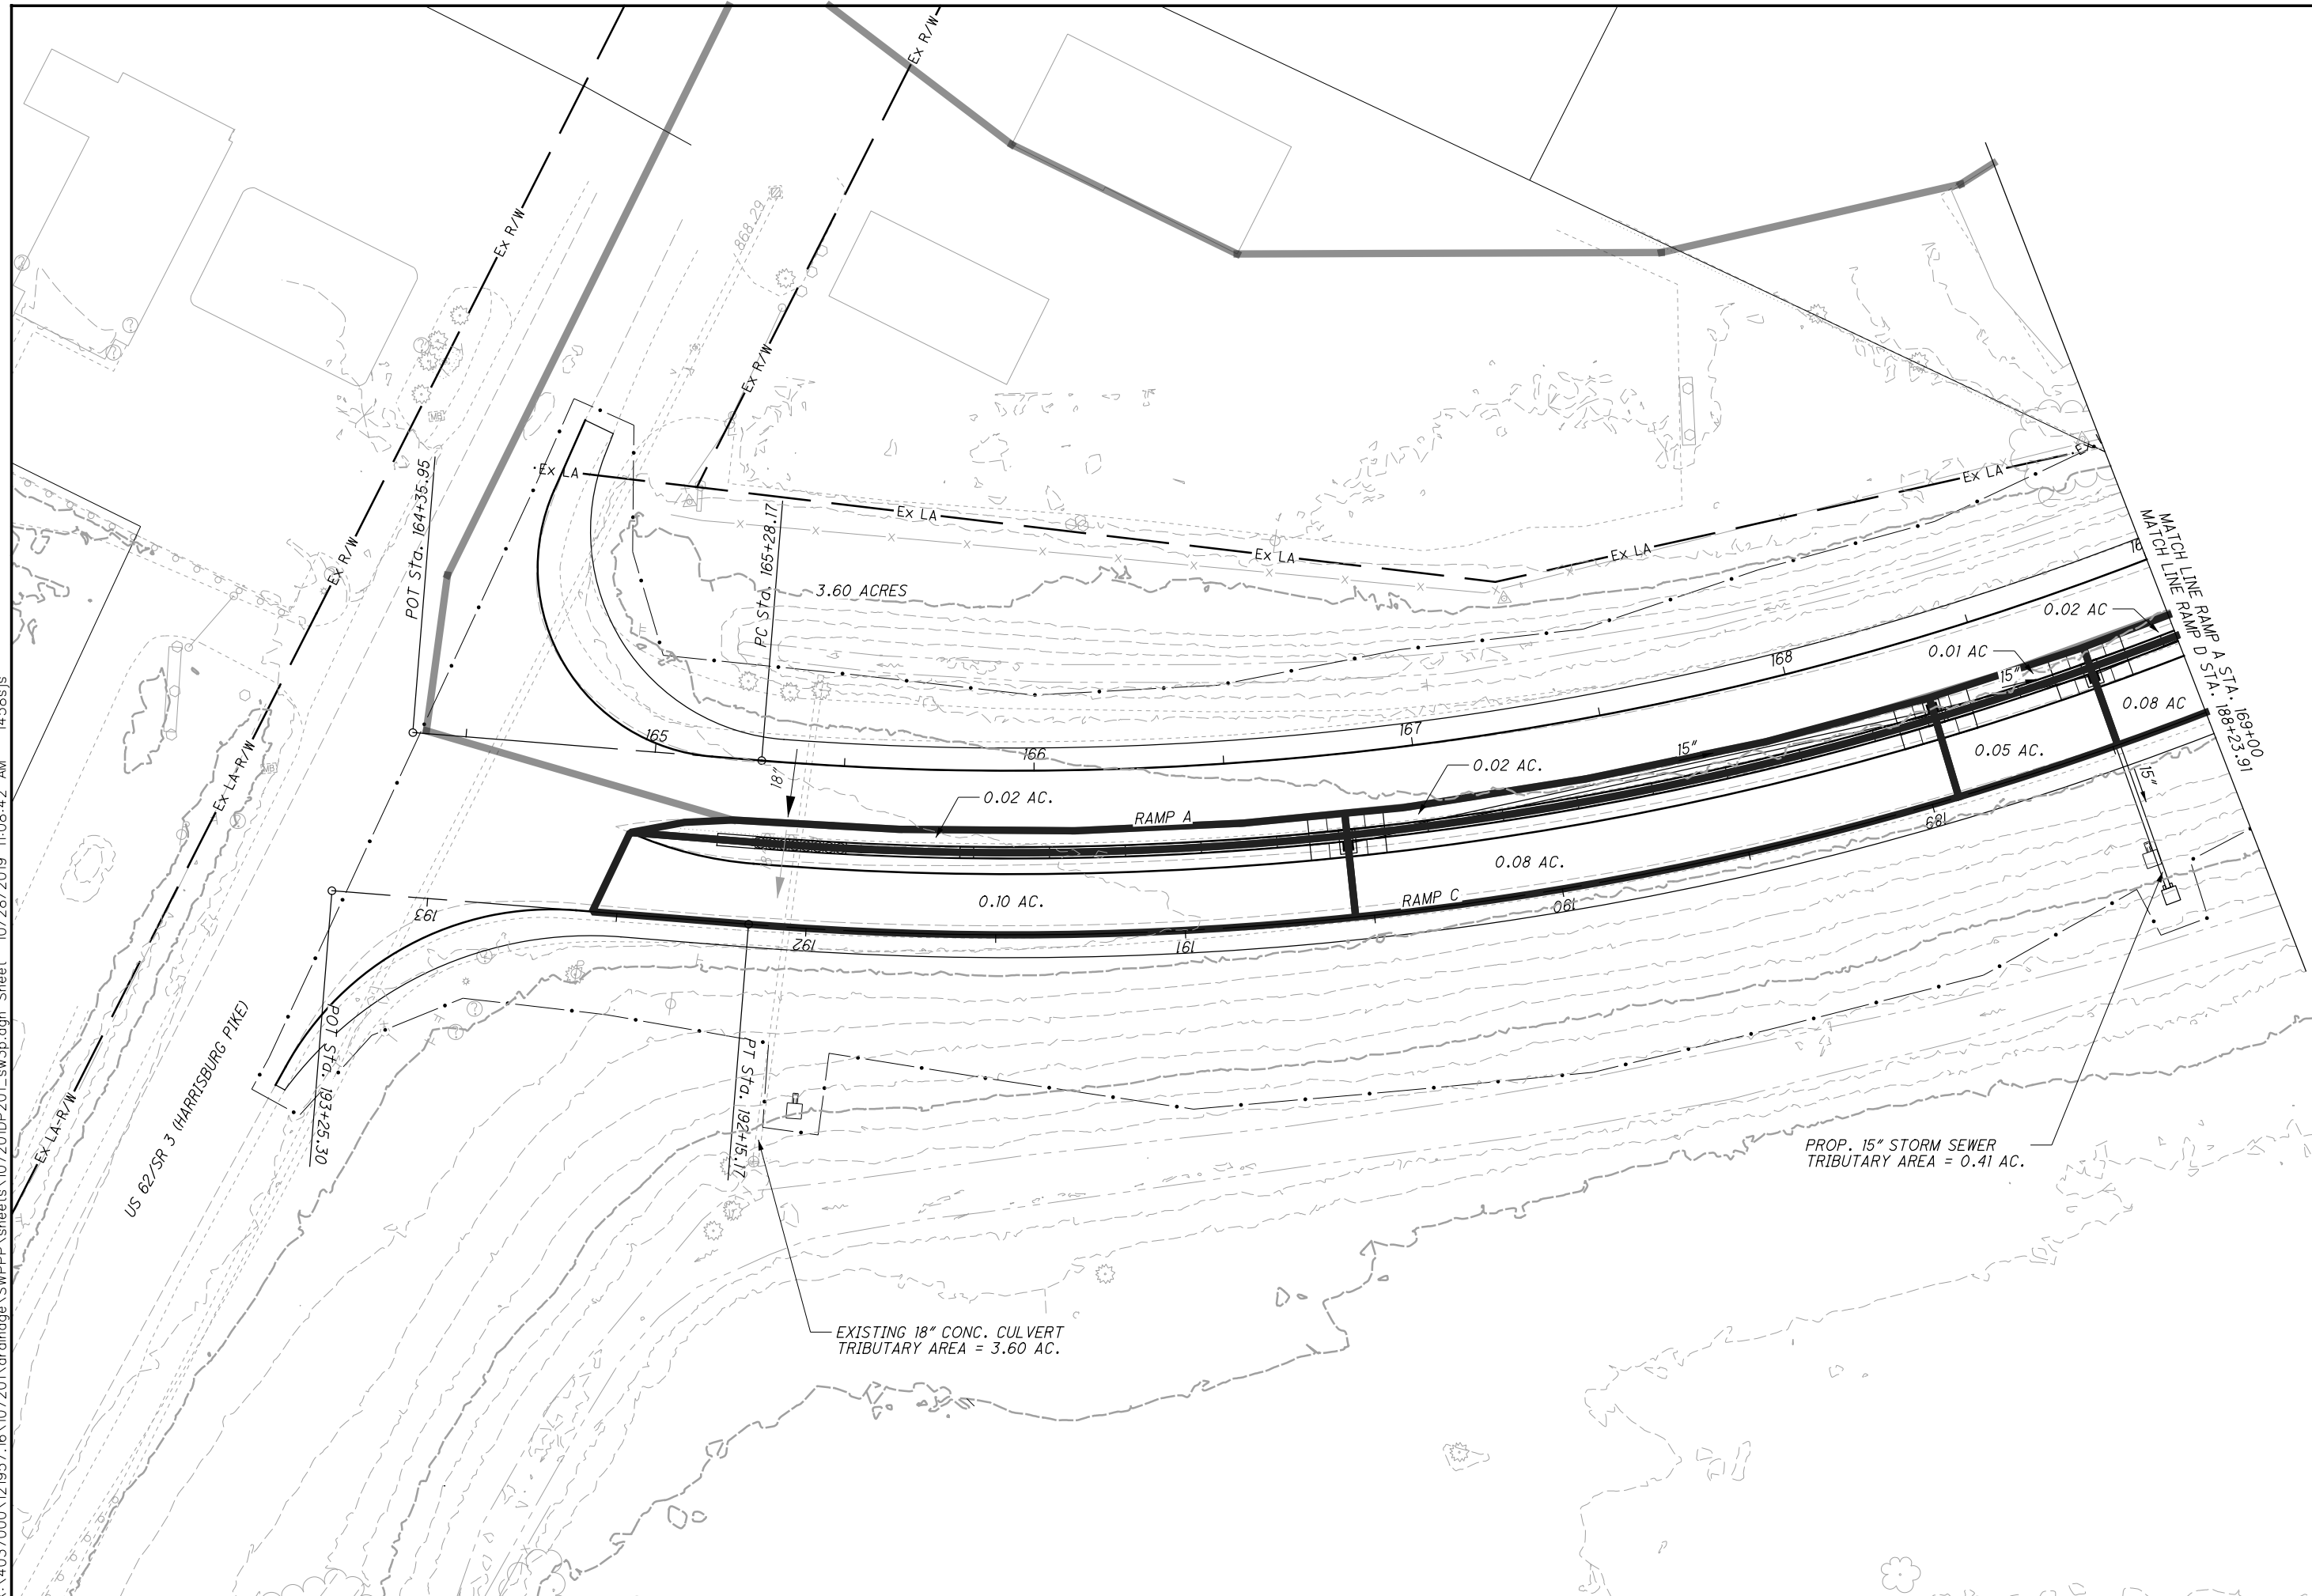 Ex R/W
Ex R/W
868.29
Ex R/W
Ex R/W
POT Sta. 164+35.95
Ex LA
Ex LA
Ex LA
Ex LA
Ex LA
PC Sta. 165+28.17
3.60 ACRES
Ex R/W
MATCH LINE RAMP A STA. 169+00
MATCH LINE RAMP D STA. 188+23.91
0.02 AC
0.01 AC
15"
0.08 AC
168
167
166
165
15"
0.05 AC.
18"
0.02 AC.
0.02 AC.
RAMP A
15"
0.08 AC.
0.10 AC.
RAMP C
189
190
191
192
193
Ex LA-R/W
Ex LA-R/W
US 62/SR 3 (HARRISBURG PIKE)
POT Sta. 193+25.30
PT Sta. 192+15.17
PROP. 15" STORM SEWER
TRIBUTARY AREA = 0.41 AC.
EXISTING 18" CONC. CULVERT
TRIBUTARY AREA = 3.60 AC.